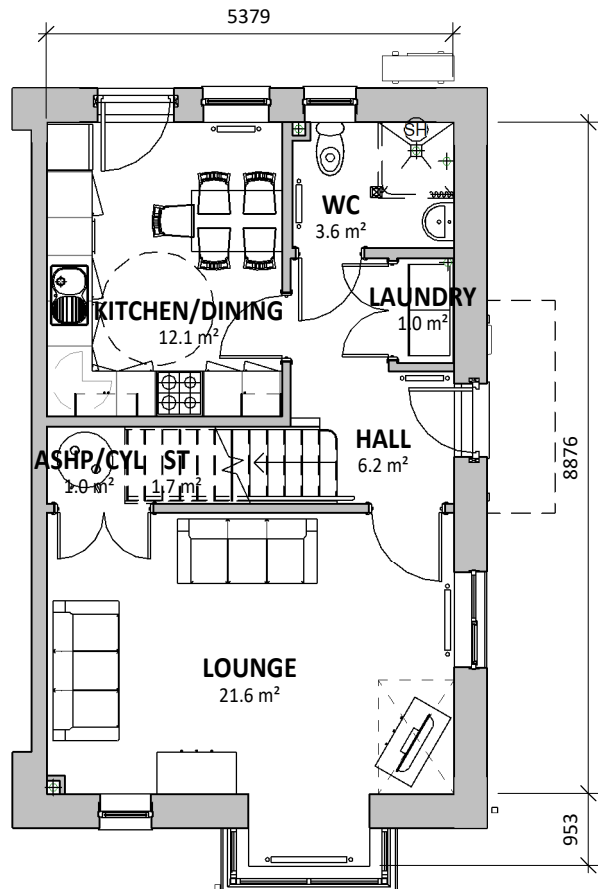 5379
SH
WC
3.6 m²
KITCHEN/DINING
12.1 m²
LAUNDRY
1.0 m²
HALL
6.2 m²
ASHP/CYL ST
1.0 m² 1.7 m²
8876
LOUNGE
21.6 m²
953